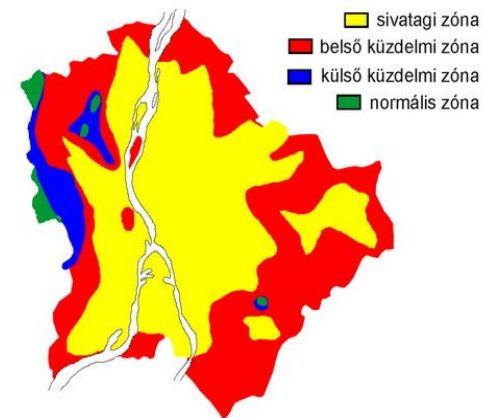 sivatagi zóna
belső küzdelmi zóna
külső küzdelmi zóna
normális zóna